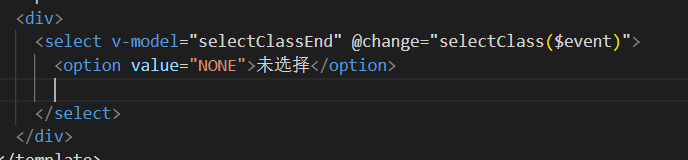 <div>
<select v-model="selectClassEnd" @change="selectClass($event)">
<option value="NONE">未选择</option>
</select>
</div>
</template>